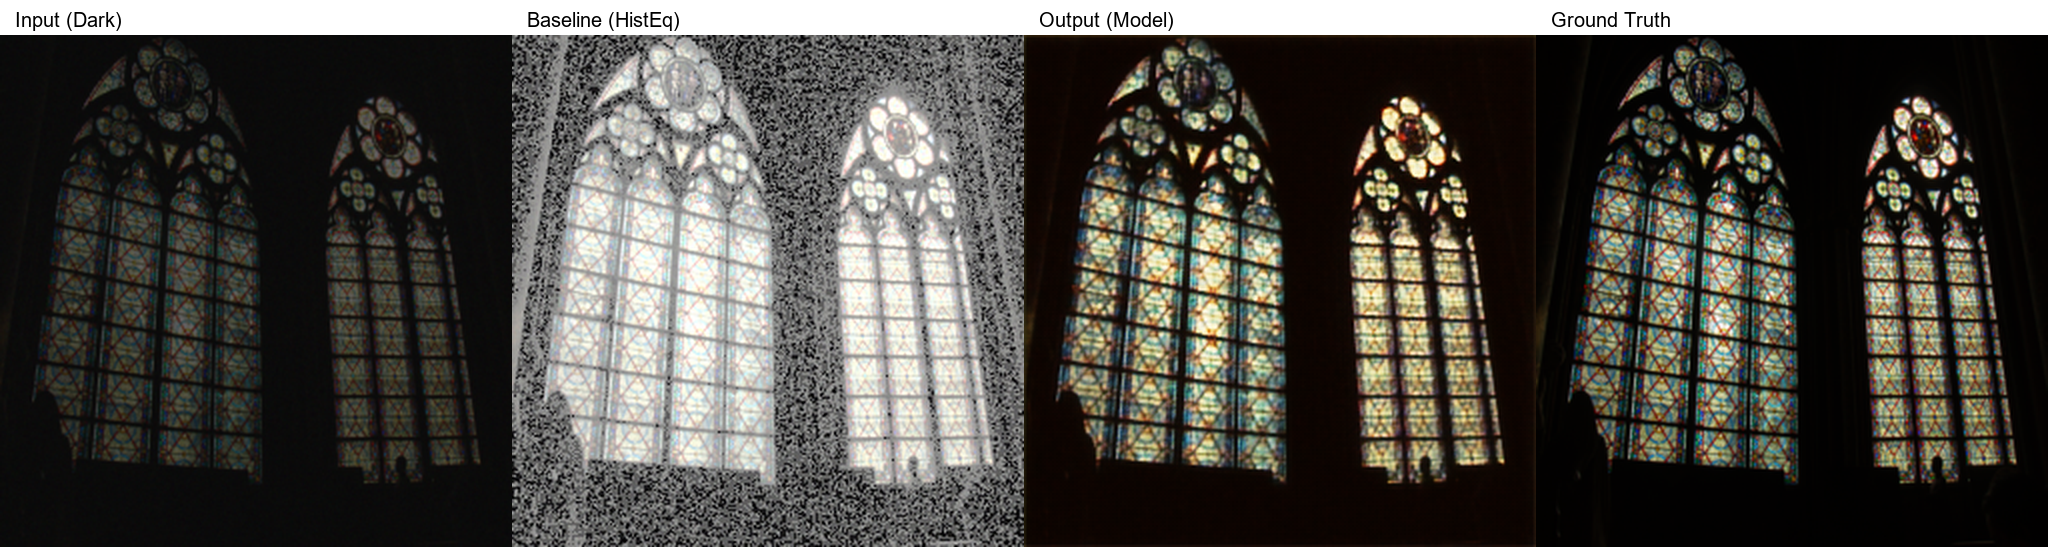 Input (Dark)
Baseline (HistEq)
Output (Model)
Ground Truth